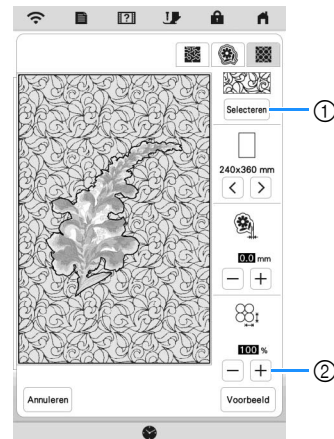 ?
Selecteren
①
240x360 mm
< >
0.0 mm
100 %
− +
②
− +
Annuleren
Voorbeeld